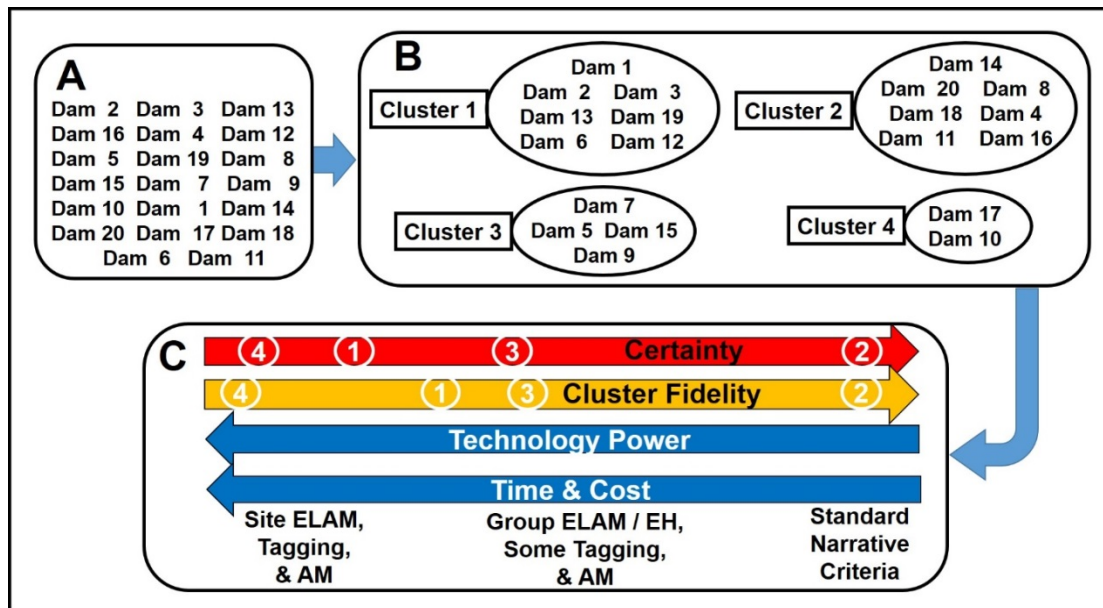 A
Dam 2 Dam 3 Dam 13
Dam 16 Dam 4 Dam 12
Dam 5 Dam 19 Dam 8
Dam 15 Dam 7 Dam 9
Dam 10 Dam 1 Dam 14
Dam 20 Dam 17 Dam 18
Dam 6 Dam 11
B
Cluster 1
Dam 1
Dam 2 Dam 3
Dam 13 Dam 19
Dam 6 Dam 12
Cluster 2
Dam 14
Dam 20 Dam 8
Dam 18 Dam 4
Dam 11 Dam 16
Cluster 3
Dam 7
Dam 5 Dam 15
Dam 9
Cluster 4
Dam 17
Dam 10
C
4 1 3 Certainty 2
4 1 3 Cluster Fidelity 2
Technology Power
Time & Cost
Site ELAM,
Tagging,
& AM
Group ELAM / EH,
Some Tagging,
& AM
Standard
Narrative
Criteria